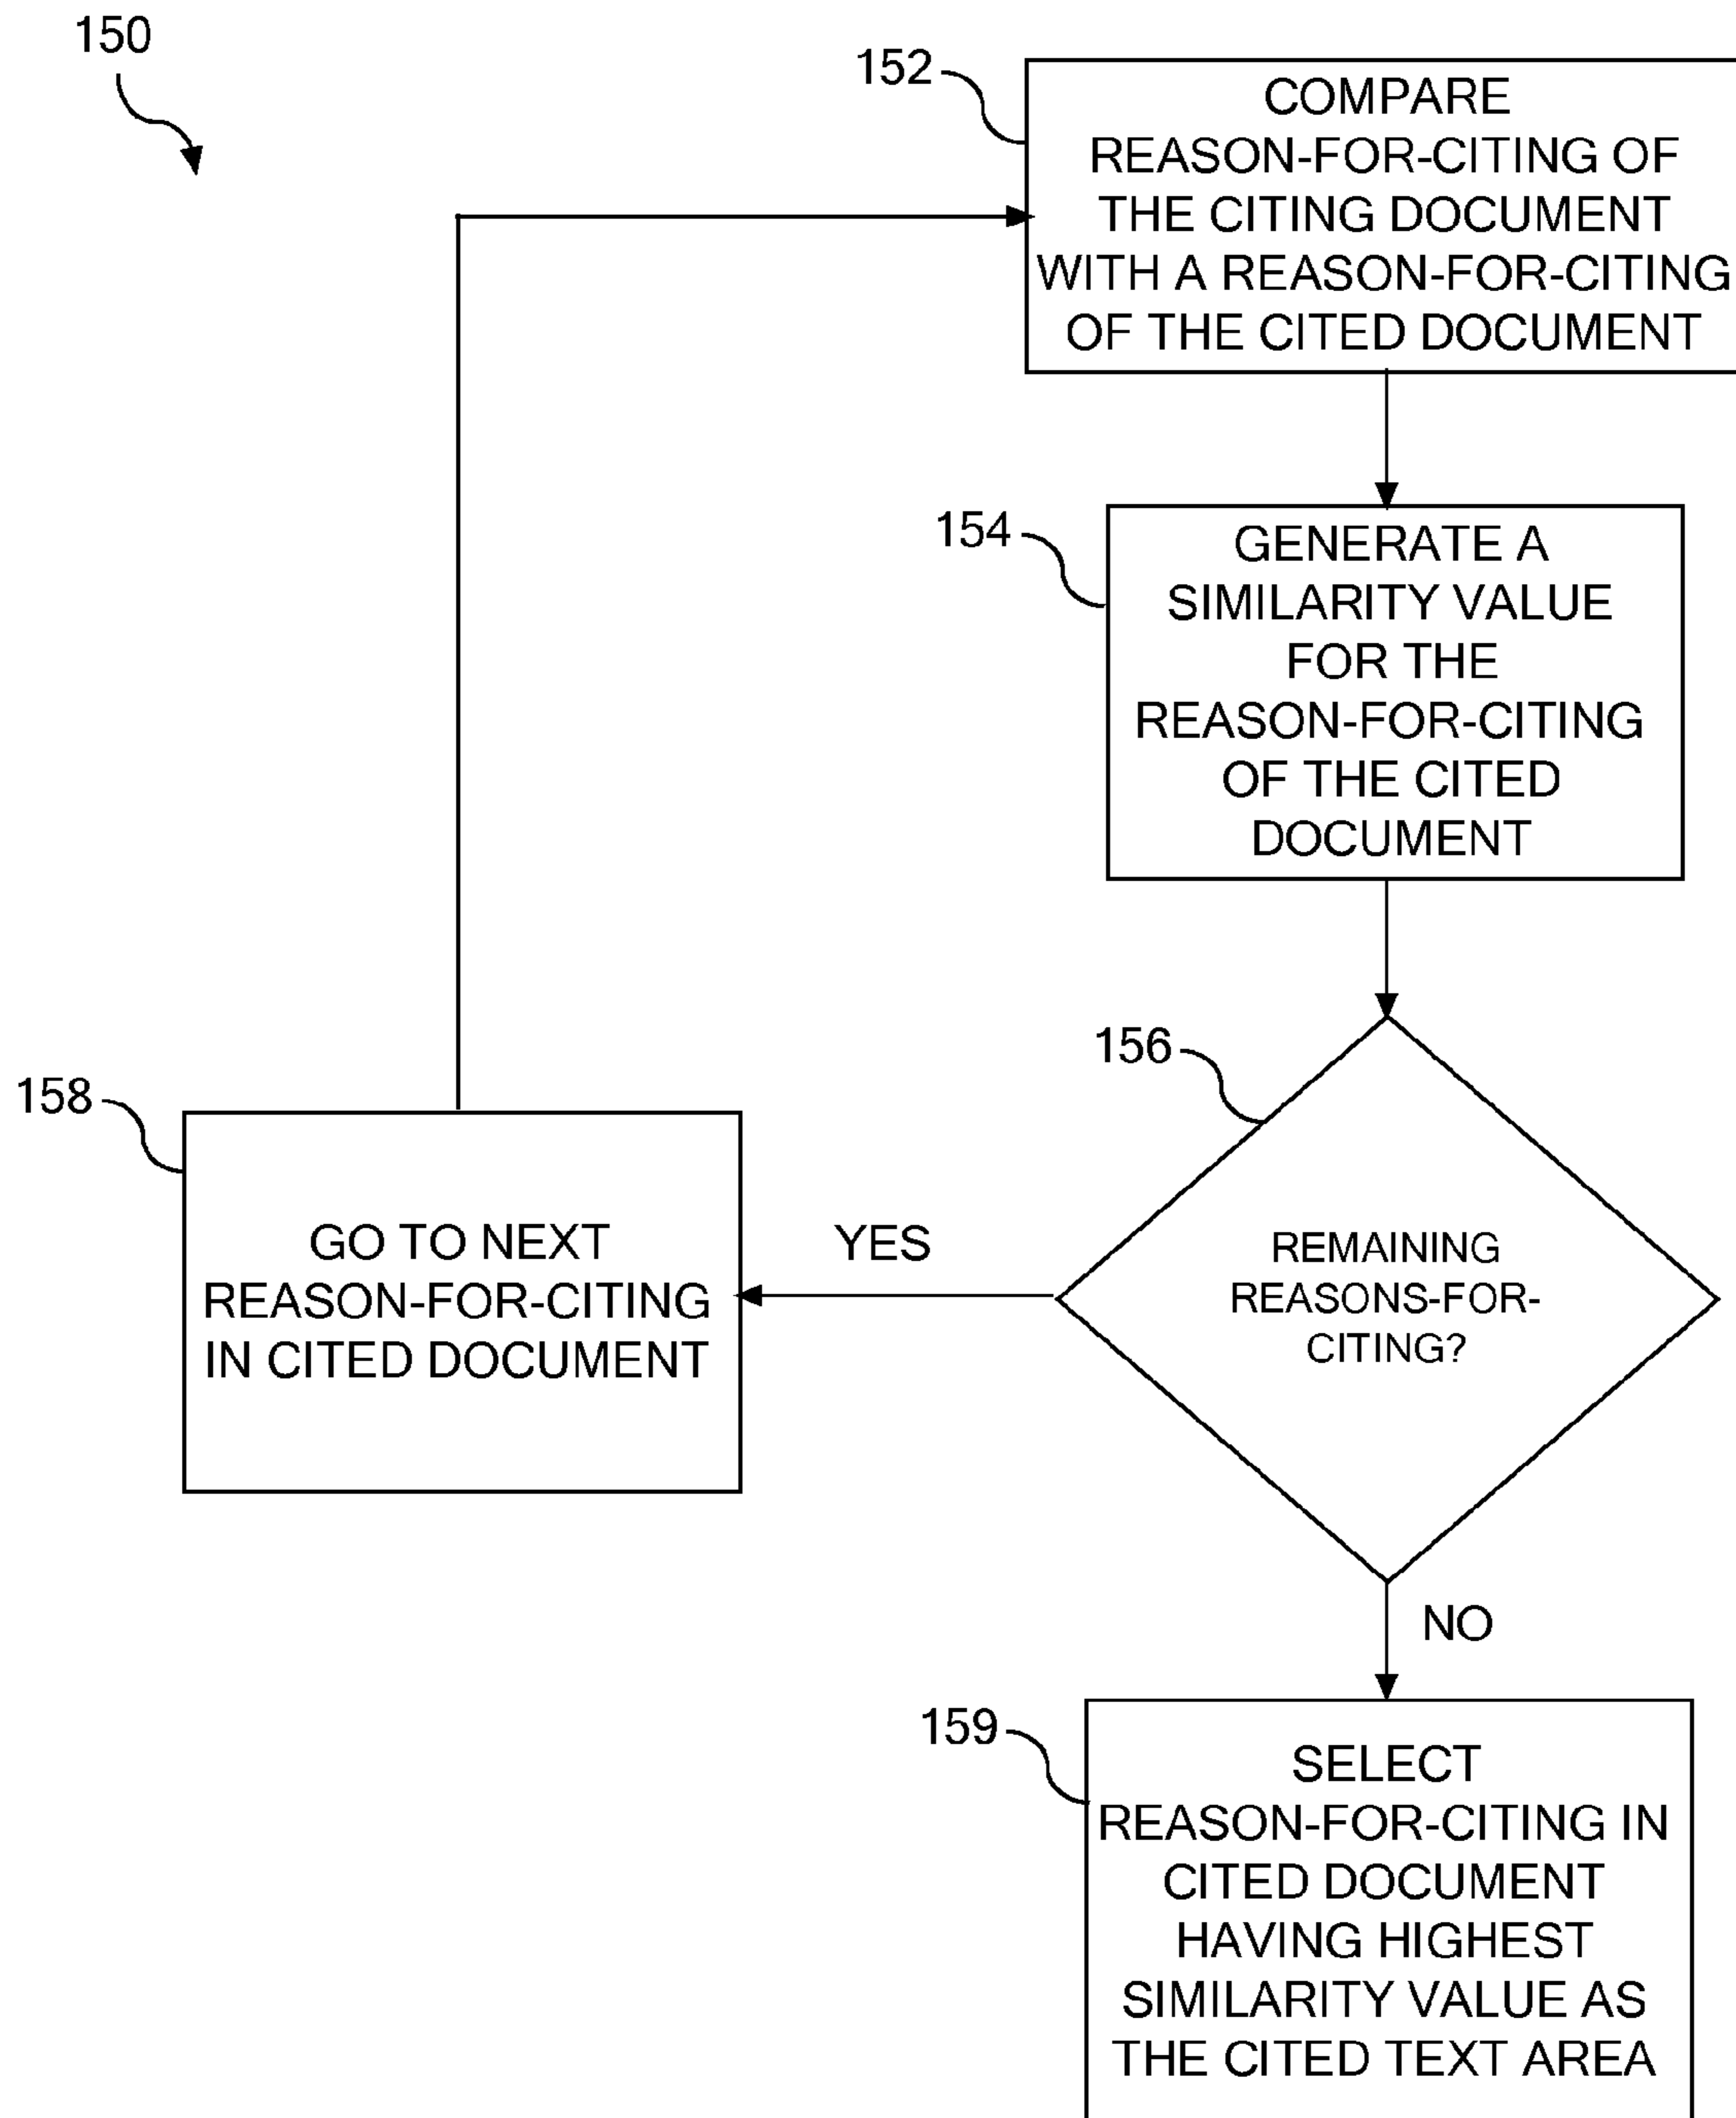 150
152
COMPARE
REASON-FOR-CITING OF
THE CITING DOCUMENT
WITH A REASON-FOR-CITING
OF THE CITED DOCUMENT
154
GENERATE A
SIMILARITY VALUE
FOR THE
REASON-FOR-CITING
OF THE CITED
DOCUMENT
156
REMAINING
REASONS-FOR-
CITING?
YES
158
GO TO NEXT
REASON-FOR-CITING
IN CITED DOCUMENT
NO
159
SELECT
REASON-FOR-CITING IN
CITED DOCUMENT
HAVING HIGHEST
SIMILARITY VALUE AS
THE CITED TEXT AREA